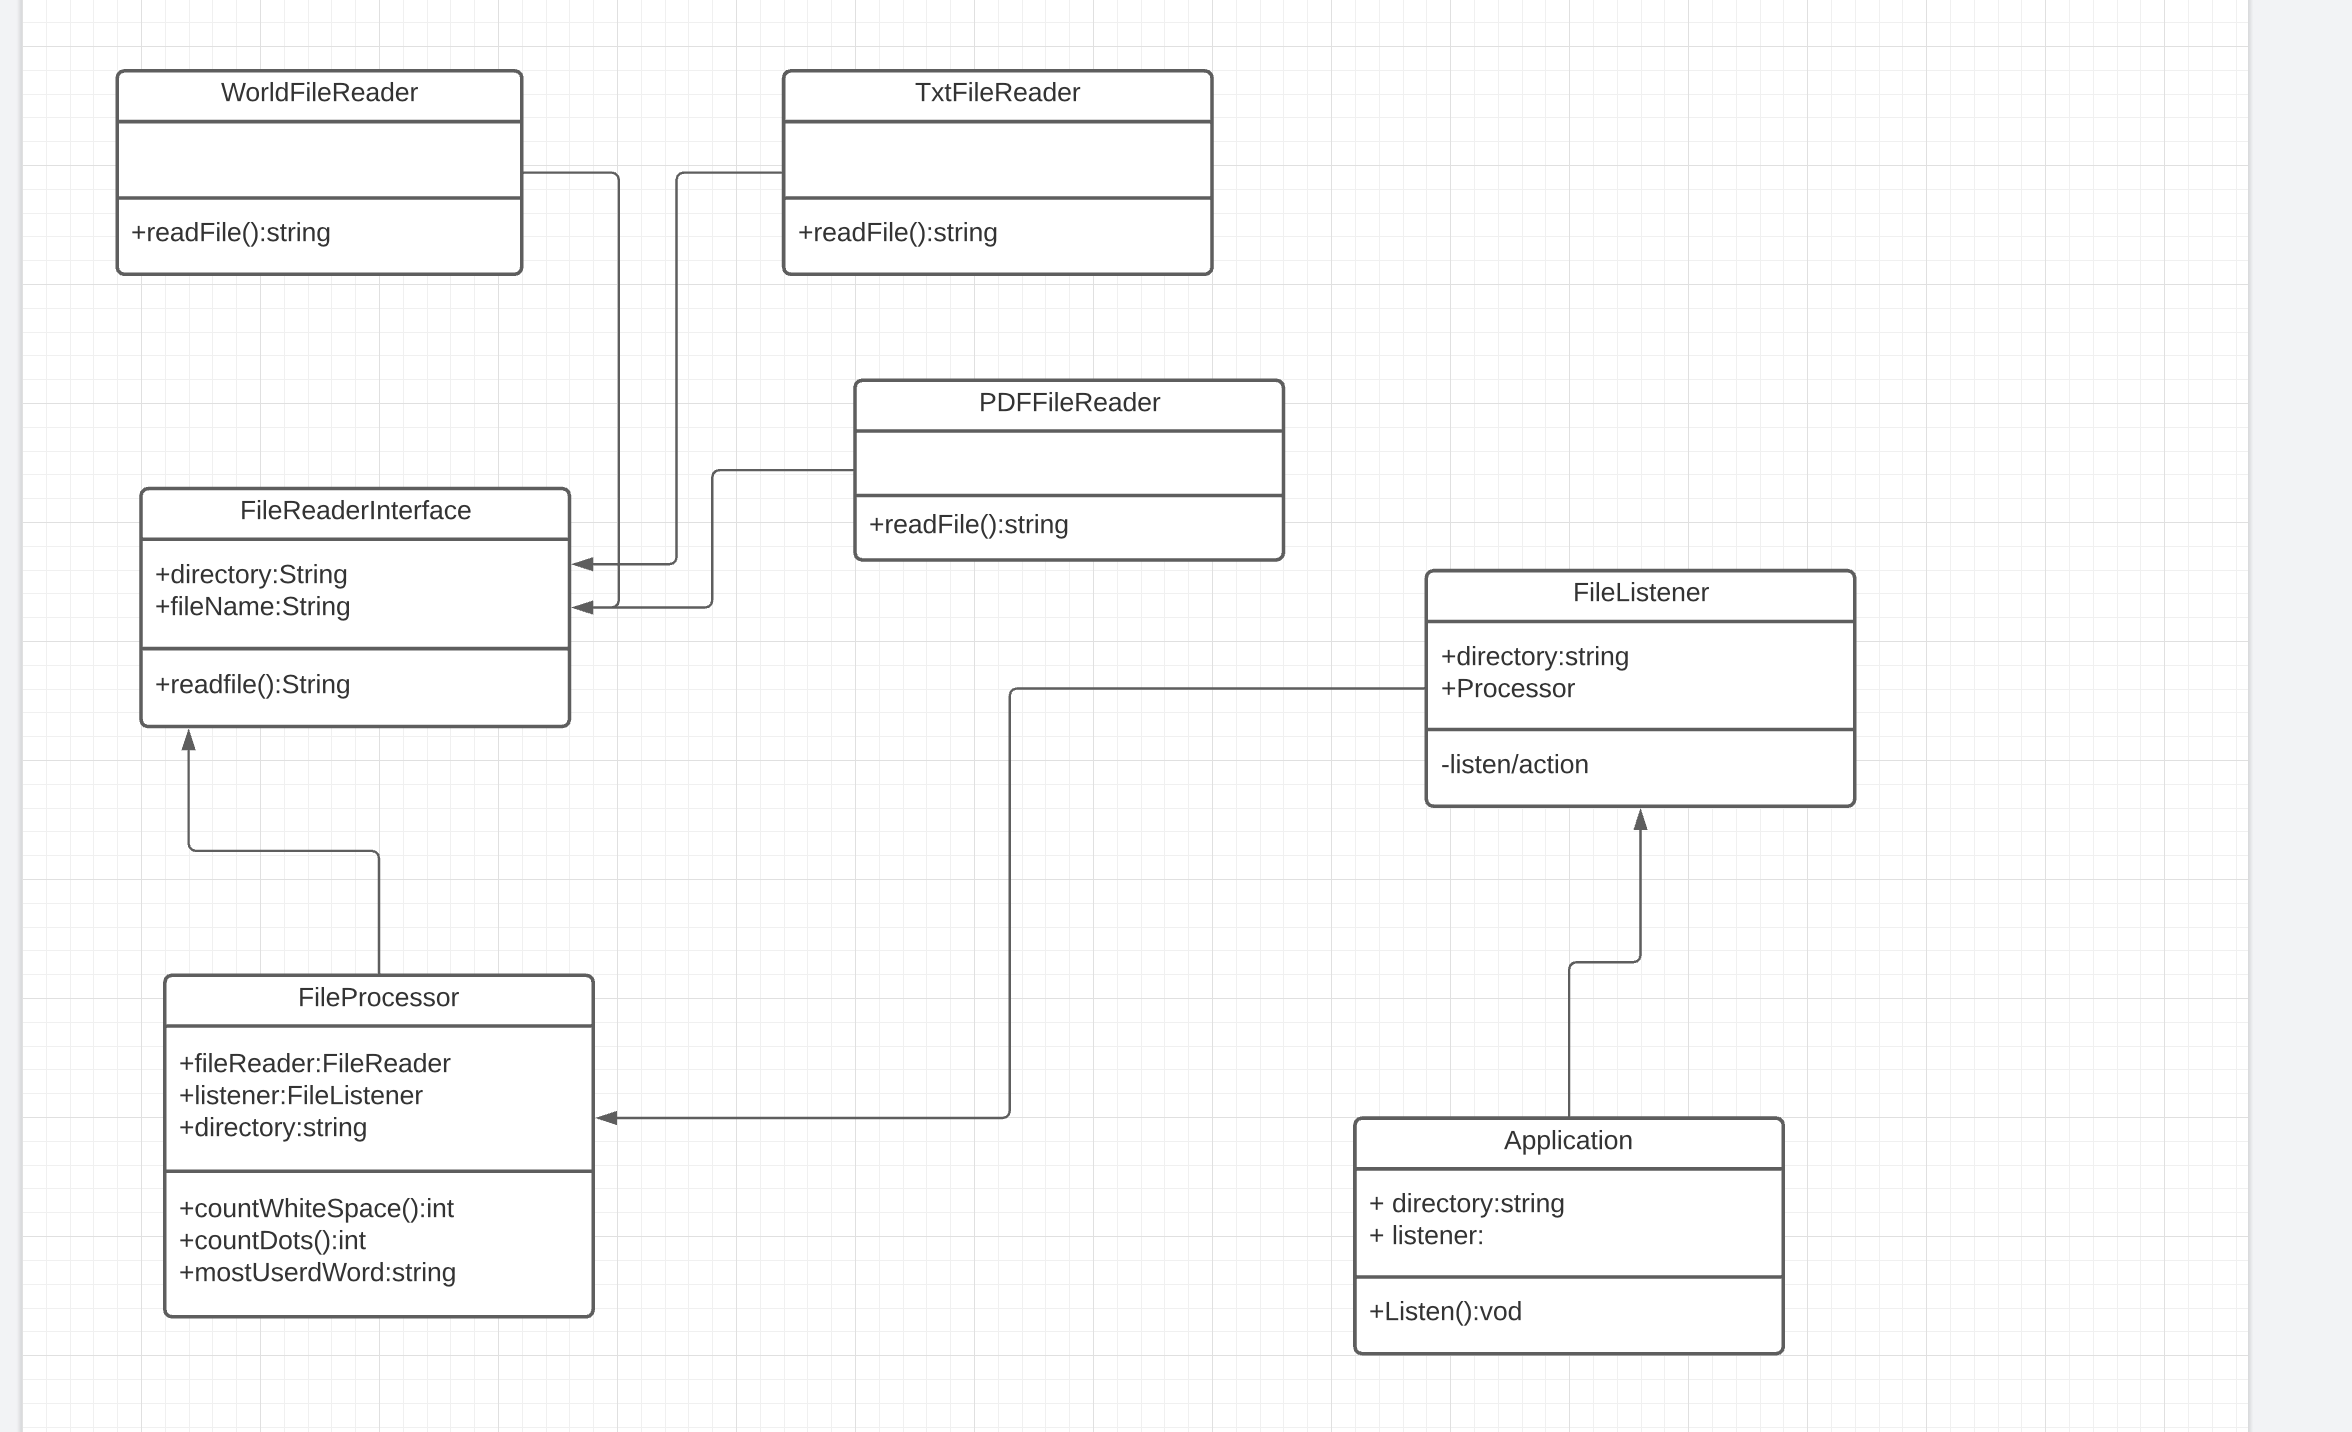 WorldFileReader
+readFile():string
TxtFileReader
+readFile():string
PDFFileReader
+readFile():string
FileReaderInterface
+directory:String
+fileName:String
+readfile():String
FileListener
+directory:string
+Processor
-listen/action
FileProcessor
+fileReader:FileReader
+listener:FileListener
+directory:string
+countWhiteSpace():int
+countDots():int
+mostUserdWord:string
Application
+ directory:string
+ listener:
+Listen():vod